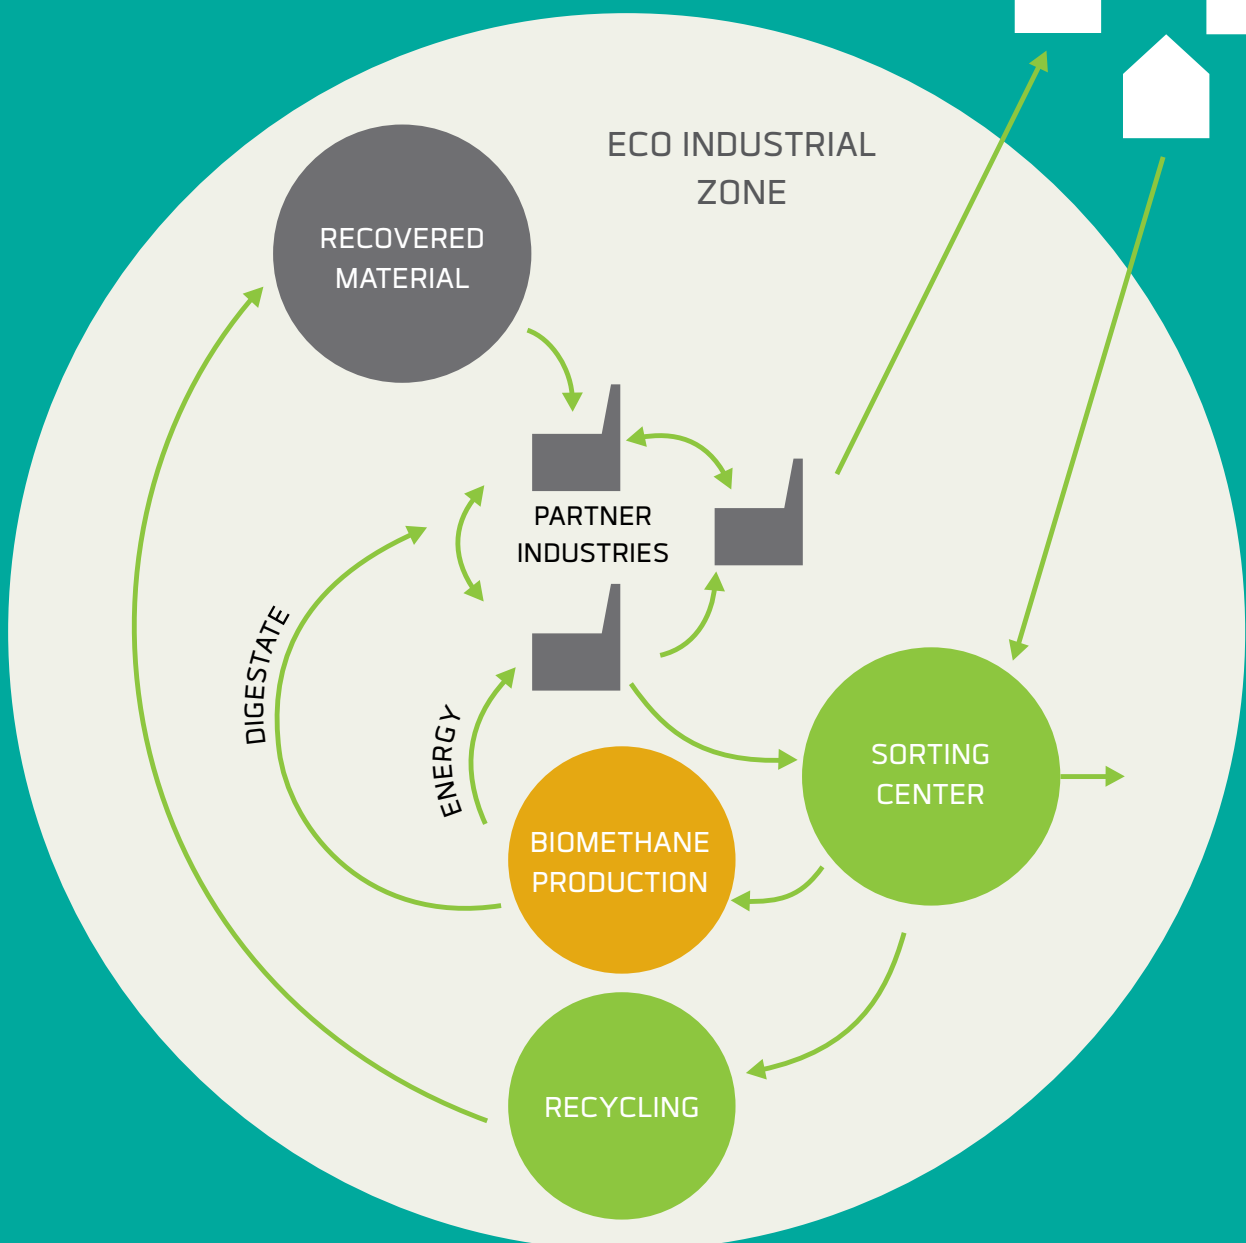 ECO INDUSTRIAL
ZONE
RECOVERED
MATERIAL
PARTNER
INDUSTRIES
DIGESTATE
ENERGY
SORTING
CENTER
BIOMETHANE
PRODUCTION
RECYCLING